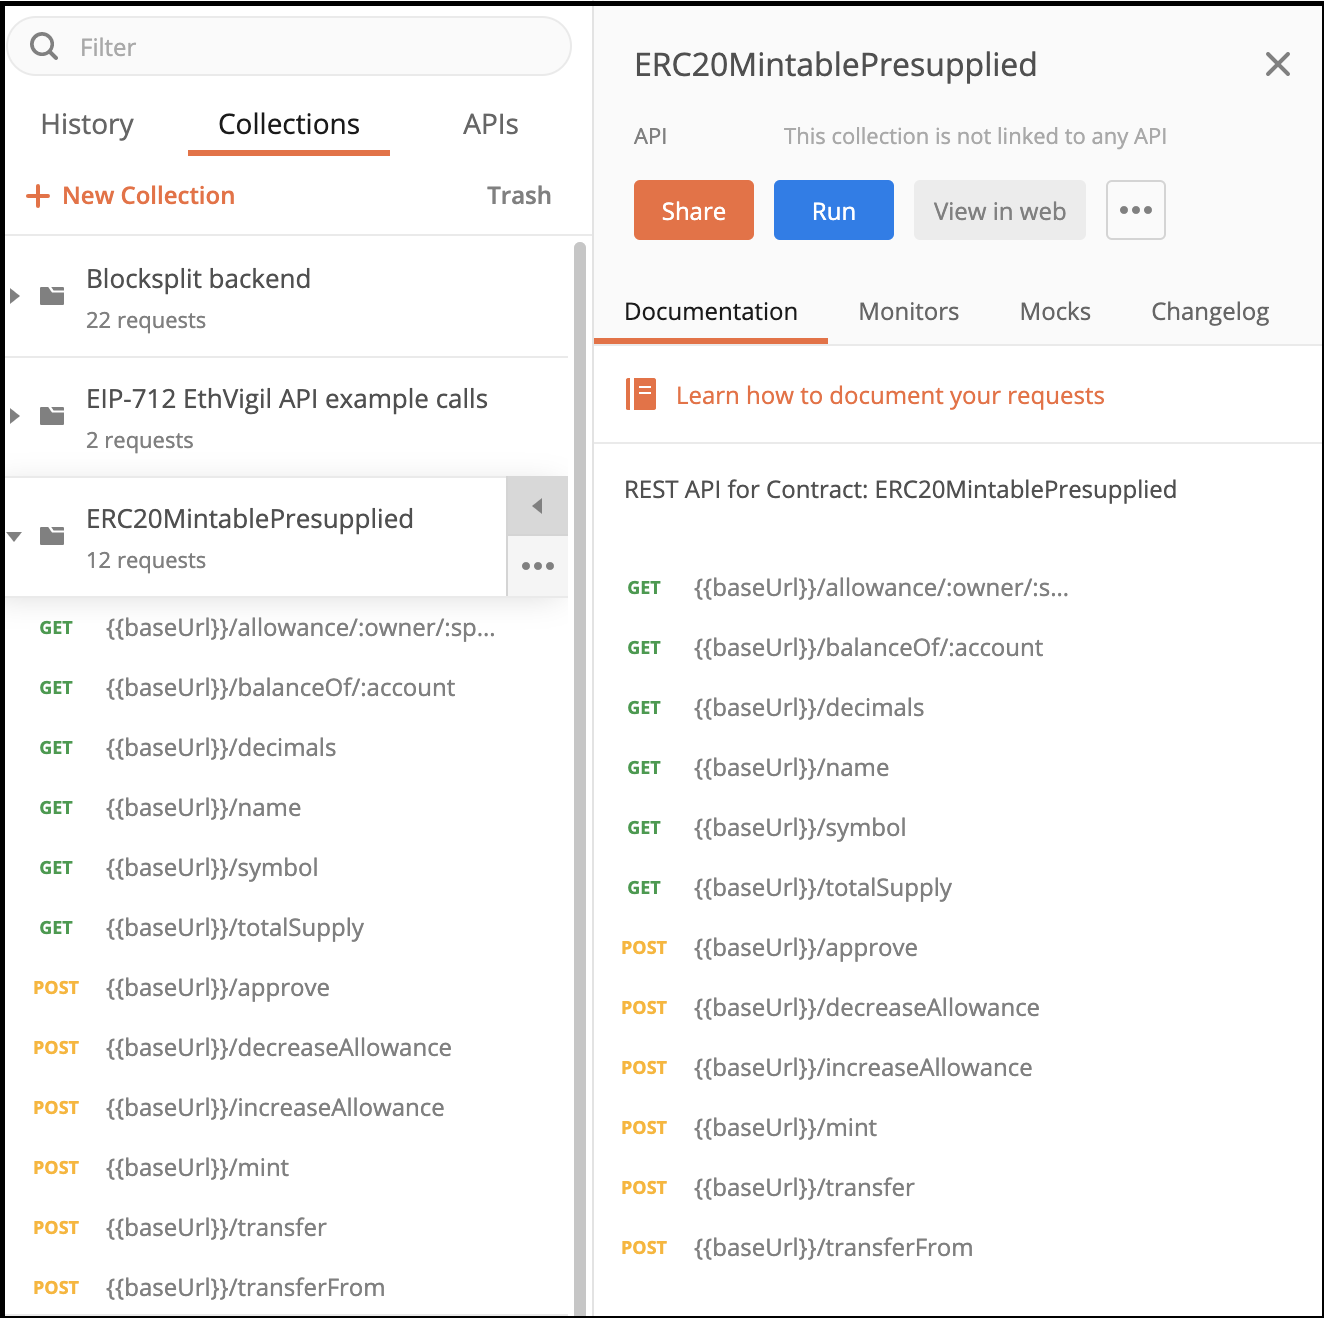 Filter
History Collections APIs
+ New Collection Trash
Blocksplit backend
22 requests
EIP-712 EthVigil API example calls
2 requests
ERC20MintablePresupplied
12 requests
GET {{baseUrl}}/allowance/:owner/:sp...
GET {{baseUrl}}/balanceOf/:account
GET {{baseUrl}}/decimals
GET {{baseUrl}}/name
GET {{baseUrl}}/symbol
GET {{baseUrl}}/totalSupply
POST {{baseUrl}}/approve
POST {{baseUrl}}/decreaseAllowance
POST {{baseUrl}}/increaseAllowance
POST {{baseUrl}}/mint
POST {{baseUrl}}/transfer
POST {{baseUrl}}/transferFrom
ERC20MintablePresupplied
API This collection is not linked to any API
Share Run View in web
Documentation Monitors Mocks Changelog
Learn how to document your requests
REST API for Contract: ERC20MintablePresupplied
GET {{baseUrl}}/allowance/:owner/:s...
GET {{baseUrl}}/balanceOf/:account
GET {{baseUrl}}/decimals
GET {{baseUrl}}/name
GET {{baseUrl}}/symbol
GET {{baseUrl}}/totalSupply
POST {{baseUrl}}/approve
POST {{baseUrl}}/decreaseAllowance
POST {{baseUrl}}/increaseAllowance
POST {{baseUrl}}/mint
POST {{baseUrl}}/transfer
POST {{baseUrl}}/transferFrom